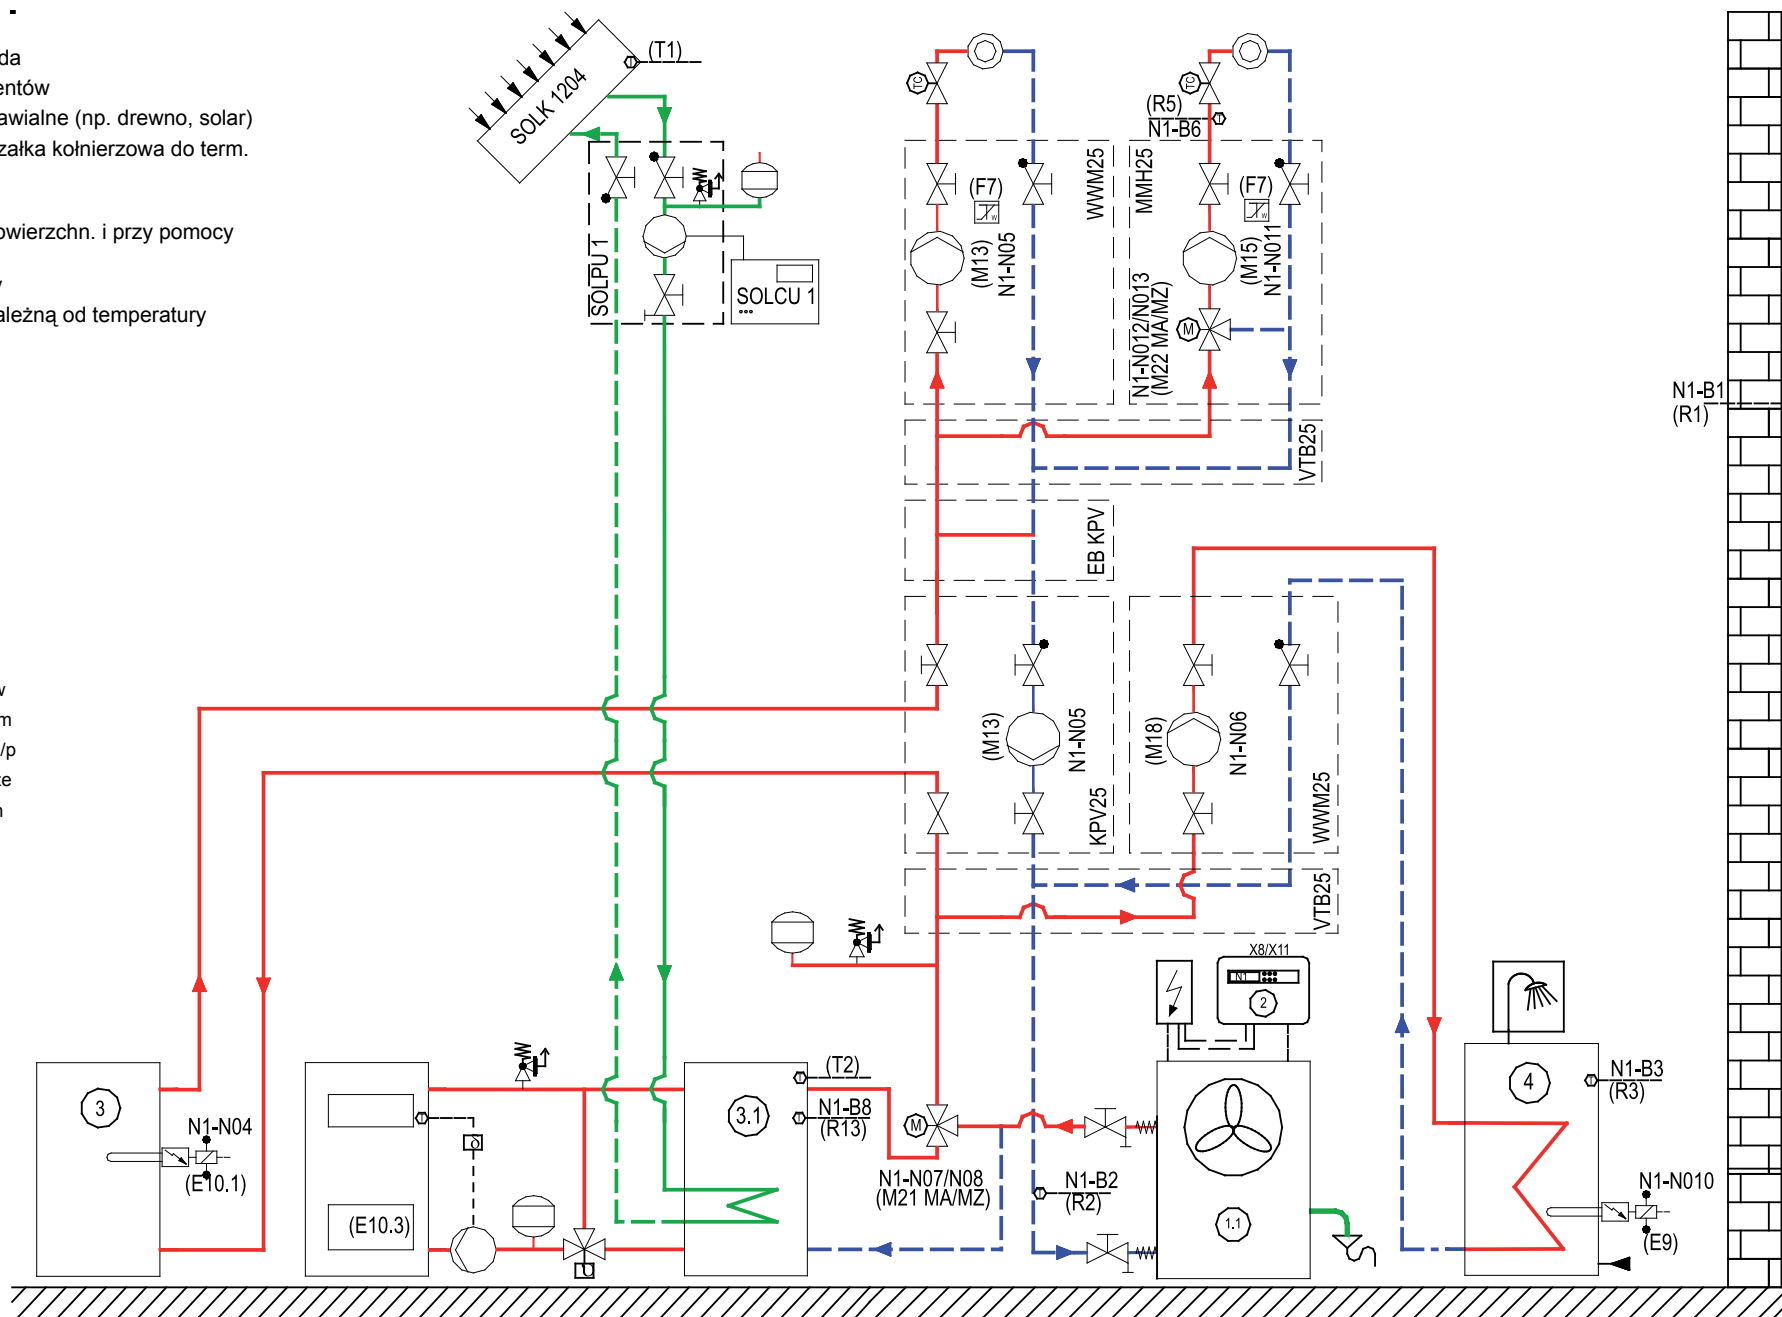 -
da
entów
awialne (np. drewno, solar)
załka kołnierzowa do term.
owierzchn. i przy pomocy
y
ależną od temperatury
w
m
/p
te
n
(T1)
SOLK 1204
SOLPU 1
SOLCU 1
TC
(F7)
W
(M13)
N1-N05
WWM25
TC
(R5)
N1-B6
MMH25
(F7)
W
(M15)
N1-N011
N1-N012/N013
(M22 MA/MZ)
M
VTB25
EB KPV
N1-B1
(R1)
(M13)
N1-N05
KPV25
(M18)
N1-N06
WWM25
VTB25
X8/X11
N1
2
3
N1-N04
(E10.1)
(E10.3)
3.1
(T2)
N1-B8
(R13)
M
N1-N07/N08
(M21 MA/MZ)
N1-B2
(R2)
1.1
4
N1-B3
(R3)
N1-N010
(E9)